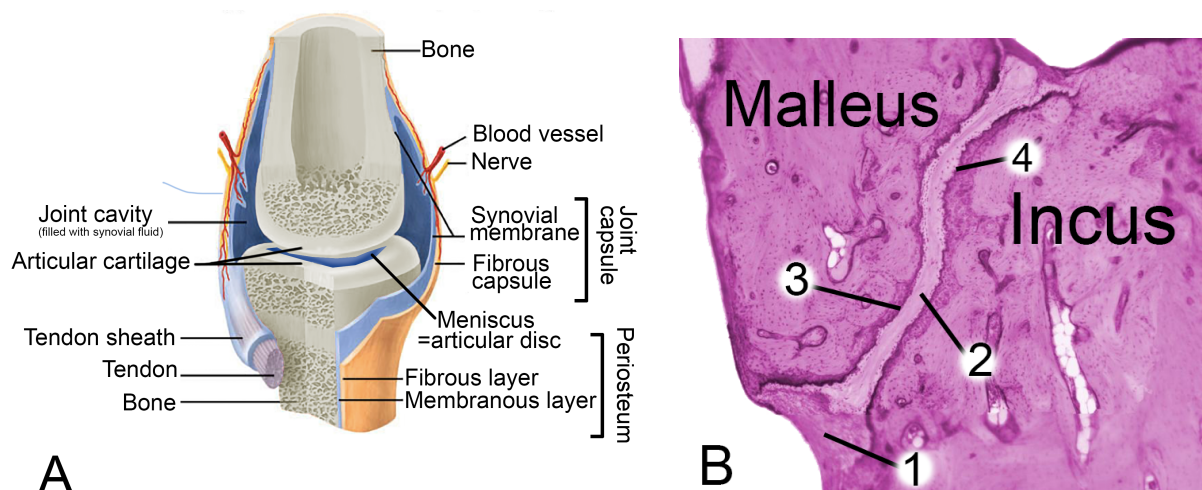 Bone
Blood vessel
Nerve
Joint cavity
(filled with synovial fluid)
Articular cartilage
Synovial
membrane
Fibrous
capsule
Joint
capsule
Meniscus
=articular disc
Tendon sheath
Tendon
Bone
Fibrous layer
Membranous layer
Periosteum
A
Malleus
Incus
4
3
2
1
B